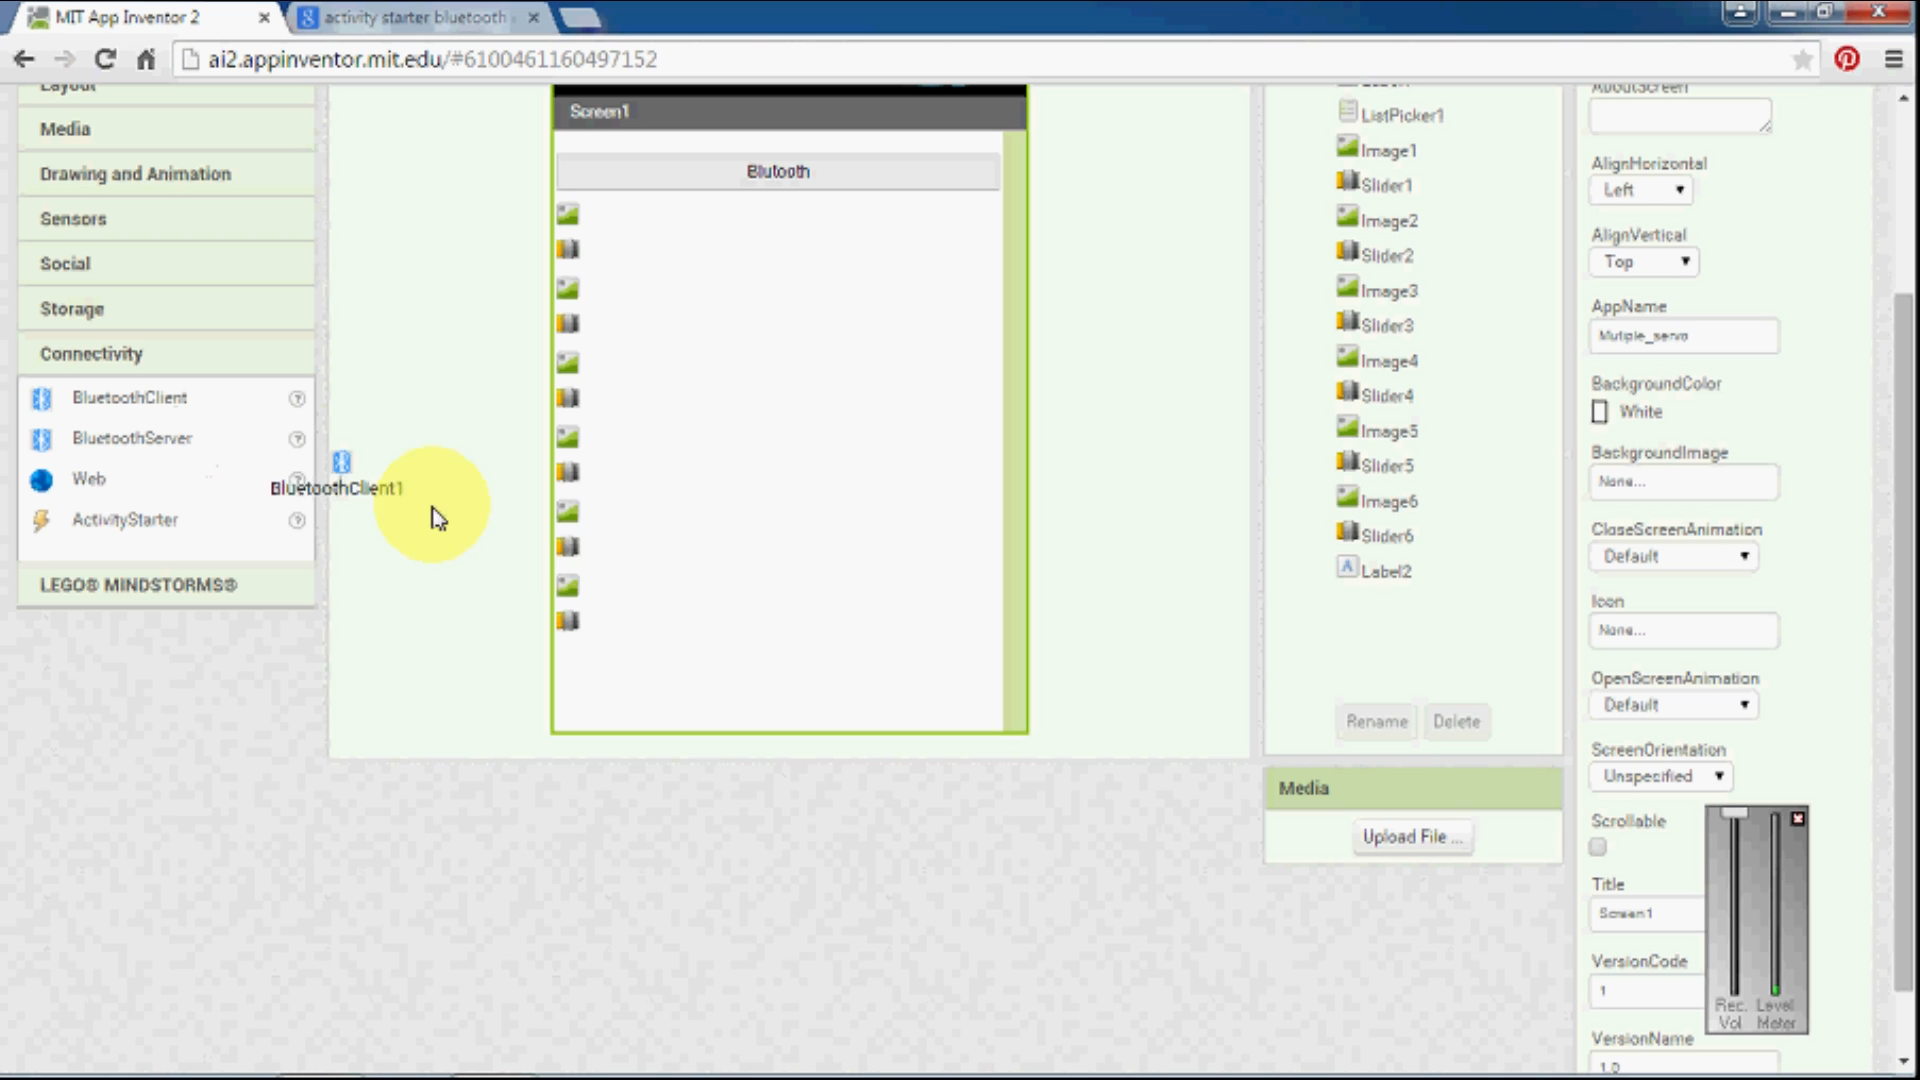 MIT App Inventor 2
activity starter bluetooth
ai2.appinventor.mit.edu/#6100461160497152
Layout
Media
Drawing and Animation
Sensors
Social
Storage
Connectivity
BluetoothClient
BluetoothServer
Web
ActivityStarter
LEGO® MINDSTORMS®
BluetoothClient1
Screen1
Blutooth
ListPicker1
Image1
Slider1
Image2
Slider2
Image3
Slider3
Image4
Slider4
Image5
Slider5
Image6
Slider6
Label2
Rename Delete
Media
Upload File ...
AboutScreen
AlignHorizontal
Left
AlignVertical
Top
AppName
Mutiple_servo
BackgroundColor
White
BackgroundImage
None...
CloseScreenAnimation
Default
Icon
None...
OpenScreenAnimation
Default
ScreenOrientation
Unspecified
Scrollable
Title
Screen1
VersionCode
1
VersionName
1.0
Rec. Level
Vol Meter